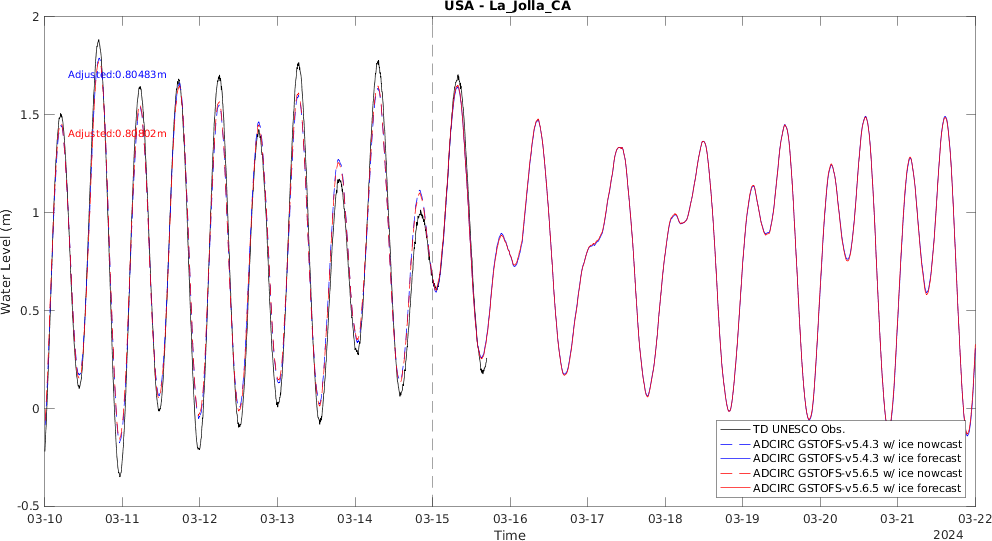 USA - La_Jolla_CA
2
1.5
1
0.5
0
-0.5
Water Level (m)
Adjusted:0.80483m
Adjusted:0.80802m
TD UNESCO Obs.
ADCIRC GSTOFS-v5.4.3 w/ ice nowcast
ADCIRC GSTOFS-v5.4.3 w/ ice forecast
ADCIRC GSTOFS-v5.6.5 w/ ice nowcast
ADCIRC GSTOFS-v5.6.5 w/ ice forecast
03-10 03-11 03-12 03-13 03-14 03-15 03-16 03-17 03-18 03-19 03-20 03-21 03-22
Time
2024